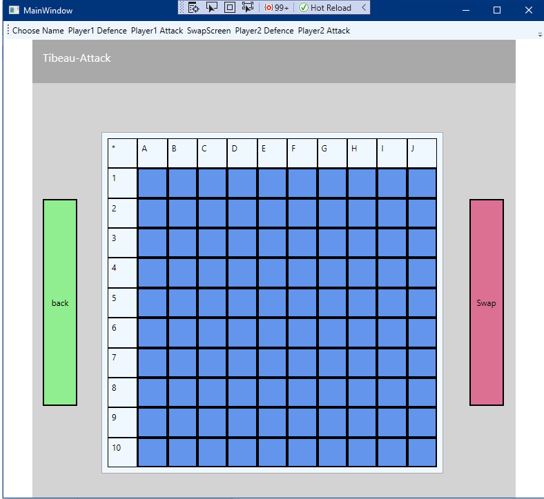 MainWindow
99+ Hot Reload
Choose Name Player1 Defence Player1 Attack SwapScreen Player2 Defence Player2 Attack
Tibeau-Attack
* A B C D E F G H I J
1
2
3
4
5
back
Swap
6
7
8
9
10